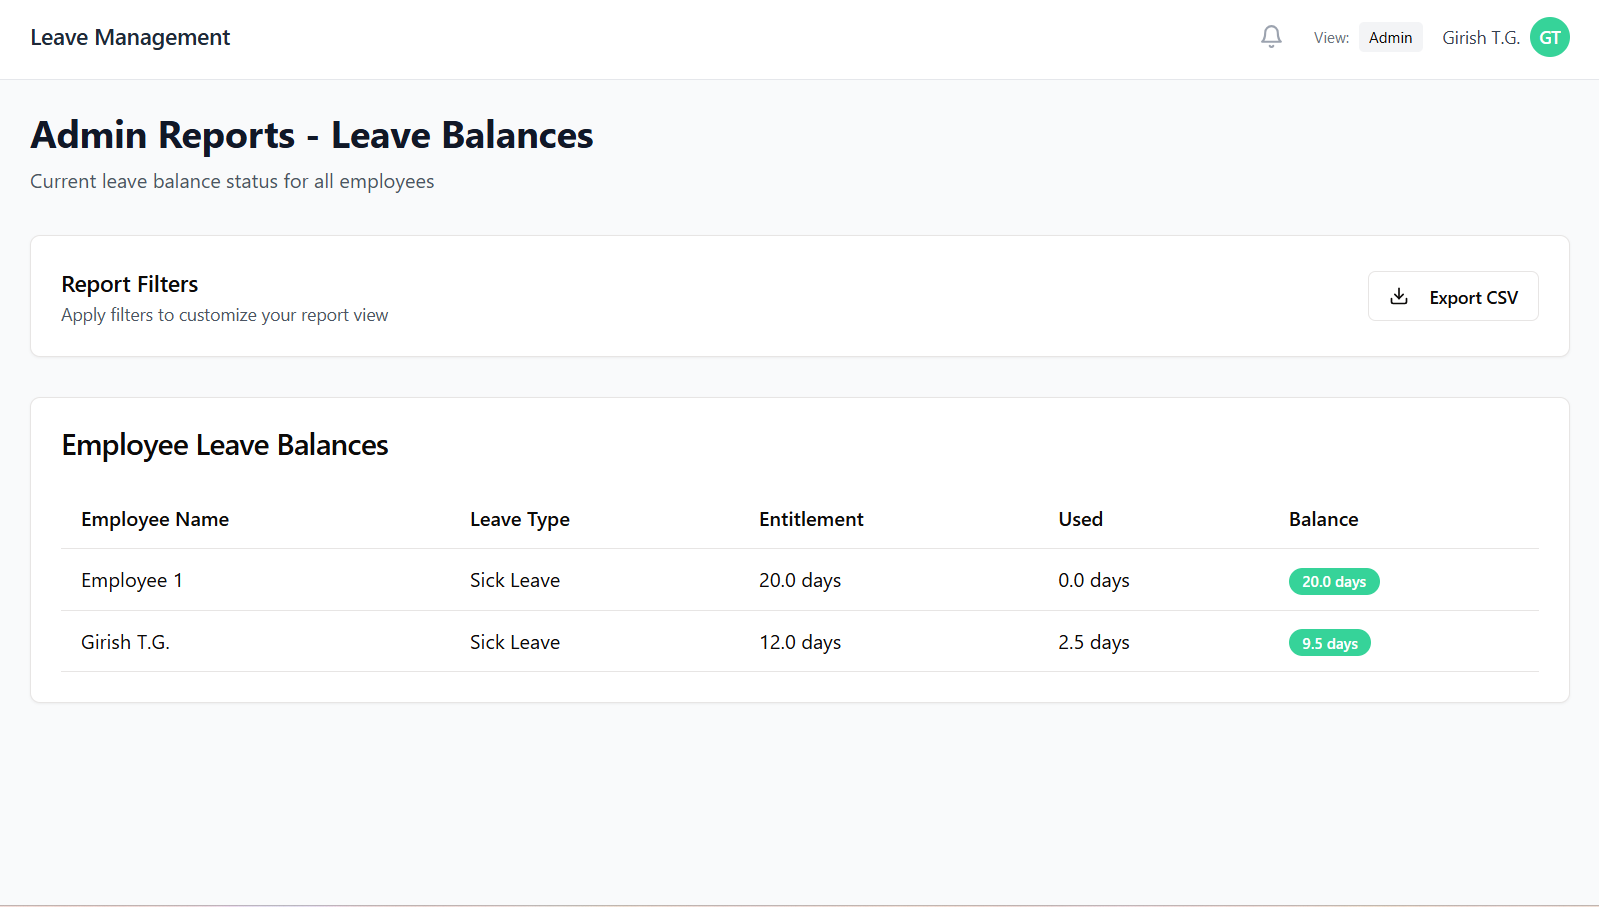 Leave Management
View: Admin Girish T.G. GT
Admin Reports - Leave Balances
Current leave balance status for all employees
Report Filters
Apply filters to customize your report view
Export CSV
Employee Leave Balances
Employee Name Leave Type Entitlement Used Balance
Employee 1 Sick Leave 20.0 days 0.0 days 20.0 days
Girish T.G. Sick Leave 12.0 days 2.5 days 9.5 days